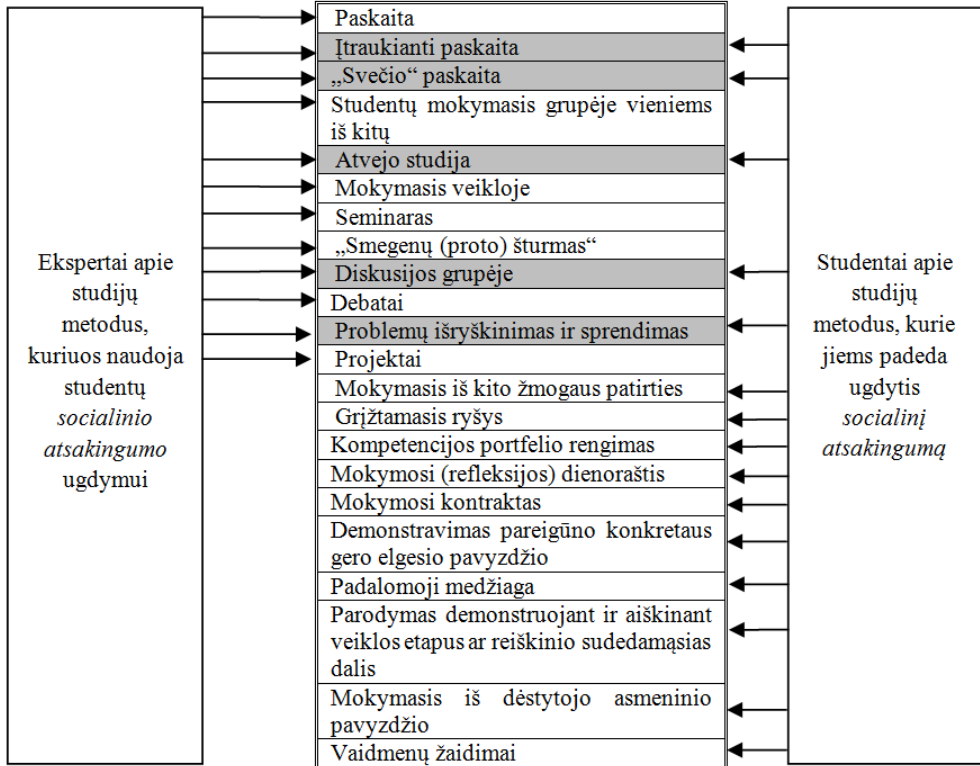 Ekspertai apie
studijų
metodus,
kuriuos naudoja
studentų
socialinio
atsakingumo
ugdymui
Paskaita
Įtraukianti paskaita
„Svečio“ paskaita
Studentų mokymasis grupėje vieniems
iš kitų
Atvejo studija
Mokymasis veikloje
Seminaras
„Smegenų (proto) šturmas“
Diskusijos grupėje
Debatai
Problemų išryškinimas ir sprendimas
Projektai
Mokymasis iš kito žmogaus patirties
Grįžtamasis ryšys
Kompetencijos portfelio rengimas
Mokymosi (refleksijos) dienoraštis
Mokymosi kontraktas
Demonstravimas pareigūno konkretaus
gero elgesio pavyzdžio
Padalomoji medžiaga
Parodymas demonstruojant ir aiškinant
veiklos etapus ar reiškinio sudedamąsias
dalis
Mokymasis iš dėstytojo asmeninio
pavyzdžio
Vaidmenų žaidimai
Studentai apie
studijų
metodus, kurie
jiems padeda
ugdytis
socialinį
atsakingumą